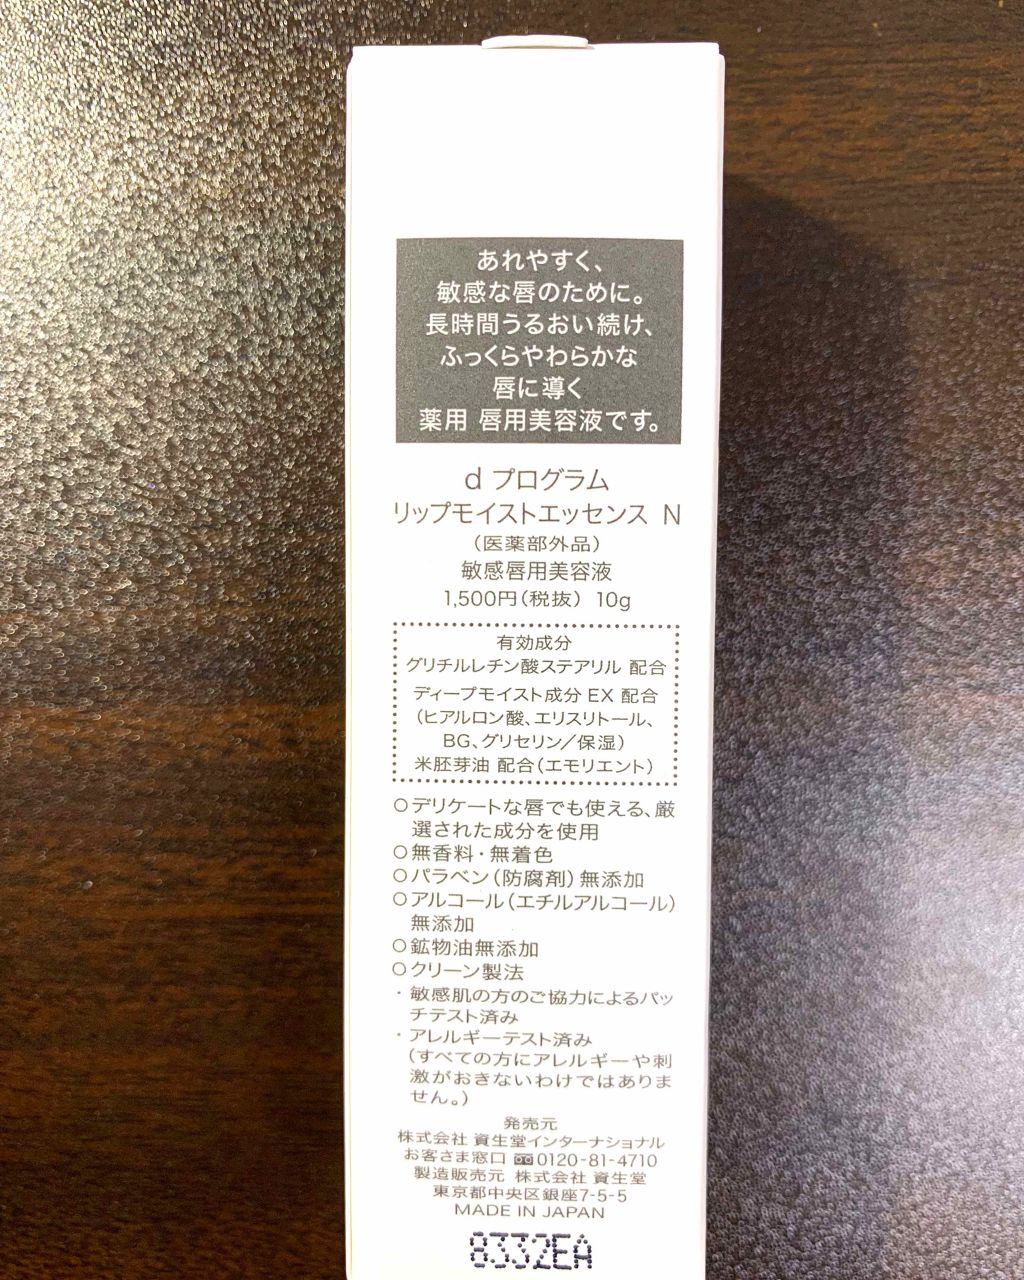 あれやすく、
敏感な唇のために。
長時間うるおい続け、
ふっくらやわらかな
唇に導く
薬用 唇用美容液です。
d プログラム
リップモイストエッセンス N
（医薬部外品）
敏感唇用美容液
1,500円（税抜） 10g
有効成分
グリチルレチン酸ステアリル 配合
ディープモイスト成分 EX 配合
（ヒアルロン酸、エリスリトール、
BG、グリセリン／保湿）
米胚芽油 配合（エモリエント）
○デリケートな唇でも使える、厳
選された成分を使用
○無香料・無着色
○パラベン（防腐剤）無添加
○アルコール（エチルアルコール）
無添加
○鉱物油無添加
○クリーン製法
・敏感肌の方のご協力によるパッ
チテスト済み
・アレルギーテスト済み
（すべての方にアレルギーや刺
激がおきないわけではありま
せん。）
発売元
株式会社 資生堂インターナショナル
お客さま窓口 0120-81-4710
製造販売元 株式会社 資生堂
東京都中央区銀座7-5-5
MADE IN JAPAN
8332EA